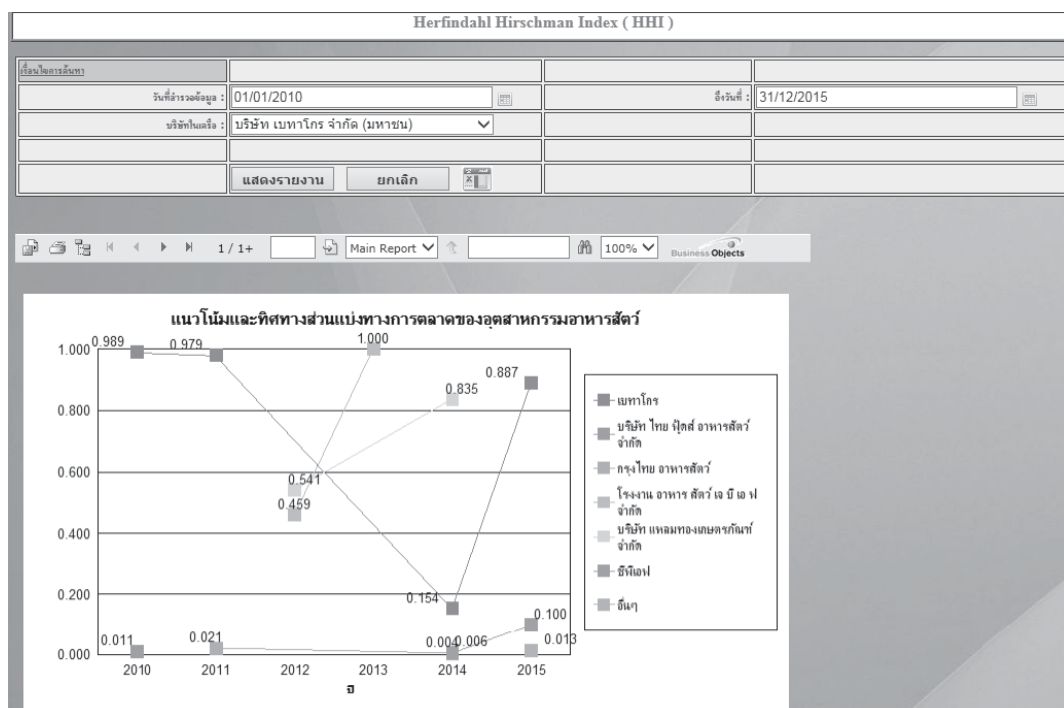 Herfindahl Hirschman Index ( HHI )
เงื่อนไขการค้นหา
วันที่สำรวจข้อมูล : 01/01/2010 ถึงวันที่ : 31/12/2015
บริษัทในเครือ : บริษัท เบทาโกร จำกัด (มหาชน)
แสดงรายงาน ยกเลิก
1 / 1+ Main Report 100% Business Objects
แนวโน้มและทิศทางส่วนแบ่งทางการตลาดของอุตสาหกรรมอาหารสัตว์
1.000
0.800
0.600
0.400
0.200
0.000
0.989
0.979
1.000
0.887
0.835
0.541
0.459
0.154
0.100
0.011
0.021
0.004
0.006
0.013
2010 2011 2012 2013 2014 2015
ปี
เบทาโกร
บริษัท ไทย ฟู้ดส์ อาหารสัตว์
จำกัด
กรุงไทย อาหารสัตว์
โรงงาน อาหาร สัตว์ เจ บี เอ ฟ
จำกัด
บริษัท แหลมทองเกษตรภัณฑ์
จำกัด
ซีพีเอฟ
อื่นๆ